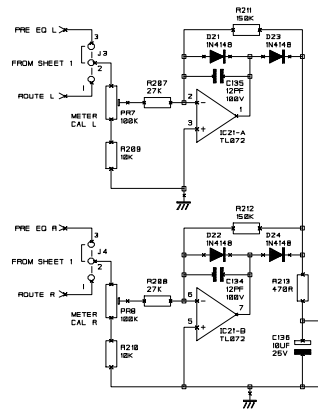 R211
150K
PRE EQ L
3
J3
D21
1N4148
D23
1N4148
FROM SHEET 1
2
C135
12PF
100V
ROUTE L
1
R207
27K
METER
CAL L
PR7
100K
2
3
1
IC21-A
TL072
R209
10K
R212
150K
PRE EQ R
3
J4
D22
1N4148
D24
1N4148
FROM SHEET 1
2
C134
12PF
100V
R213
470R
ROUTE R
1
R208
27K
METER
CAL R
PR8
100K
6
5
7
IC21-B
TL072
C136
10UF
25V
R210
10K